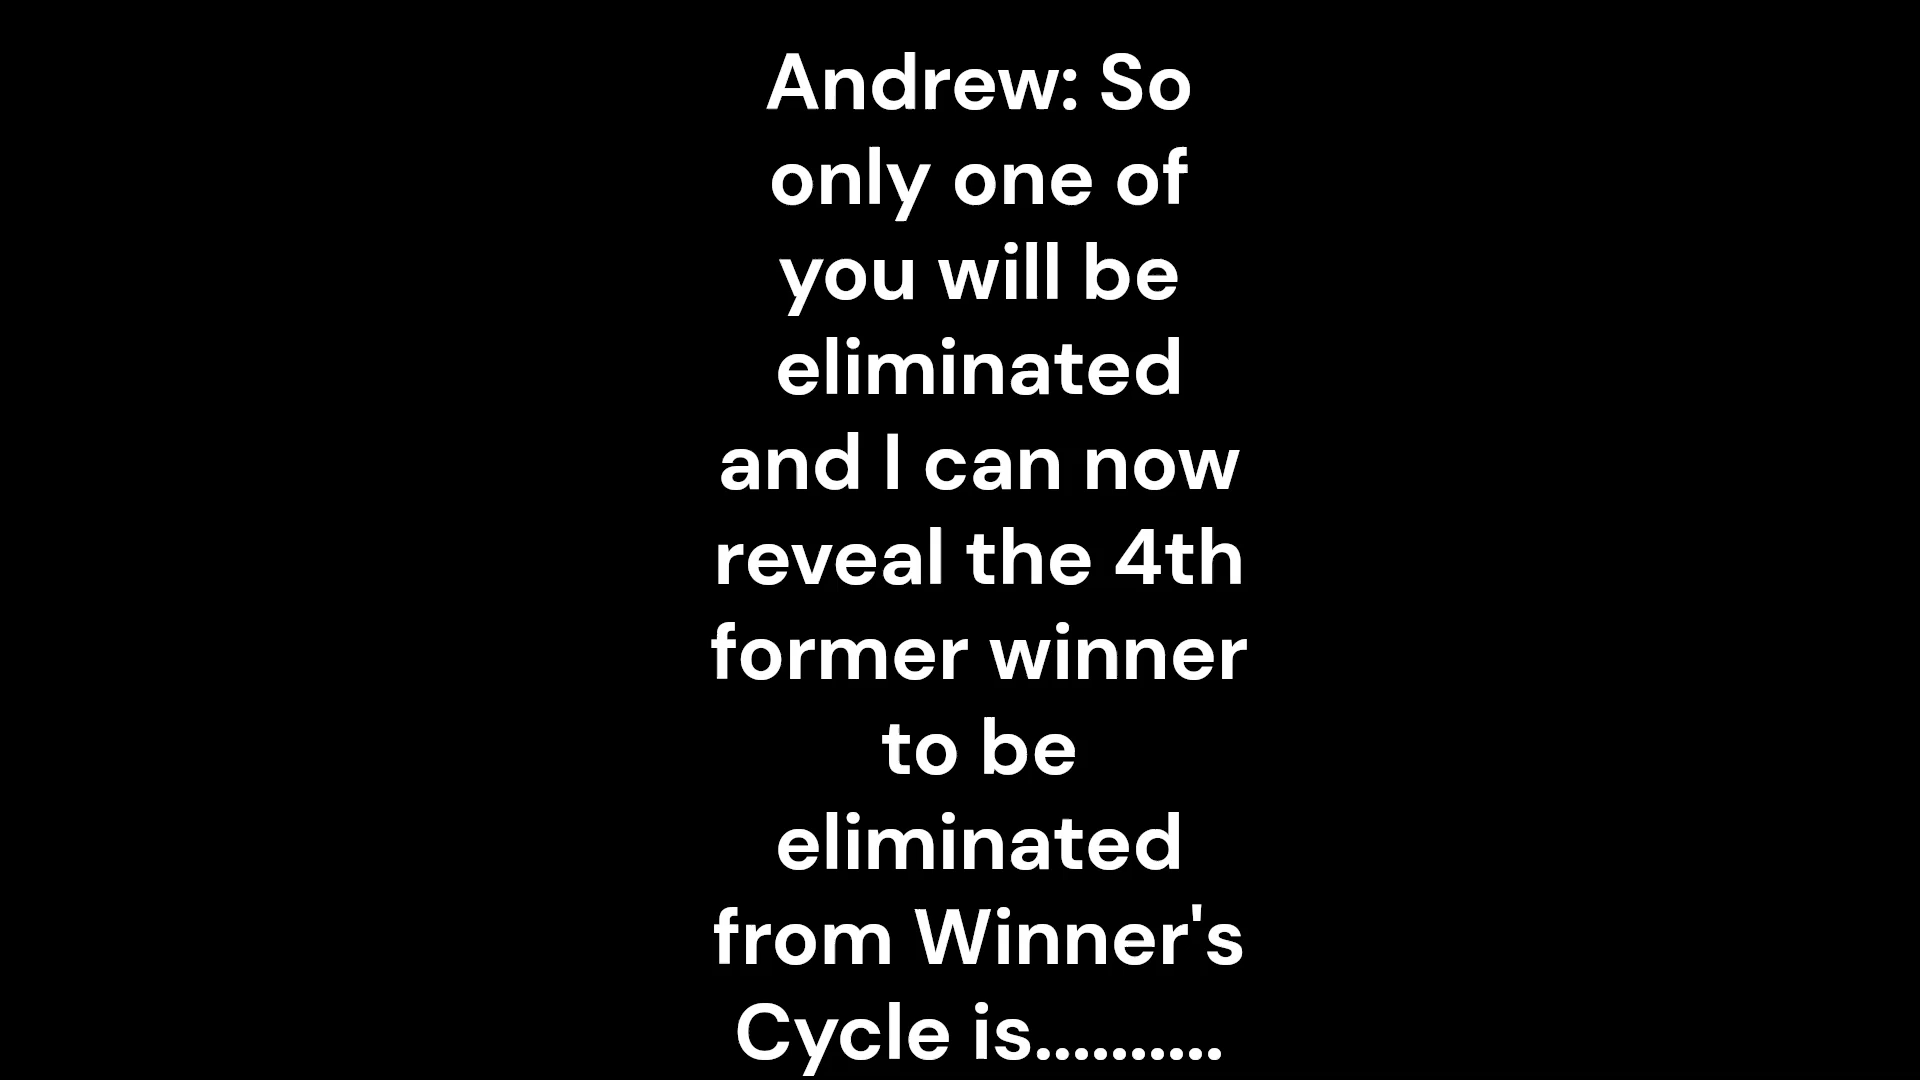 Andrew: So
only one of
you will be
eliminated
and I can now
reveal the 4th
former winner
to be
eliminated
from Winner's
Cycle is..........